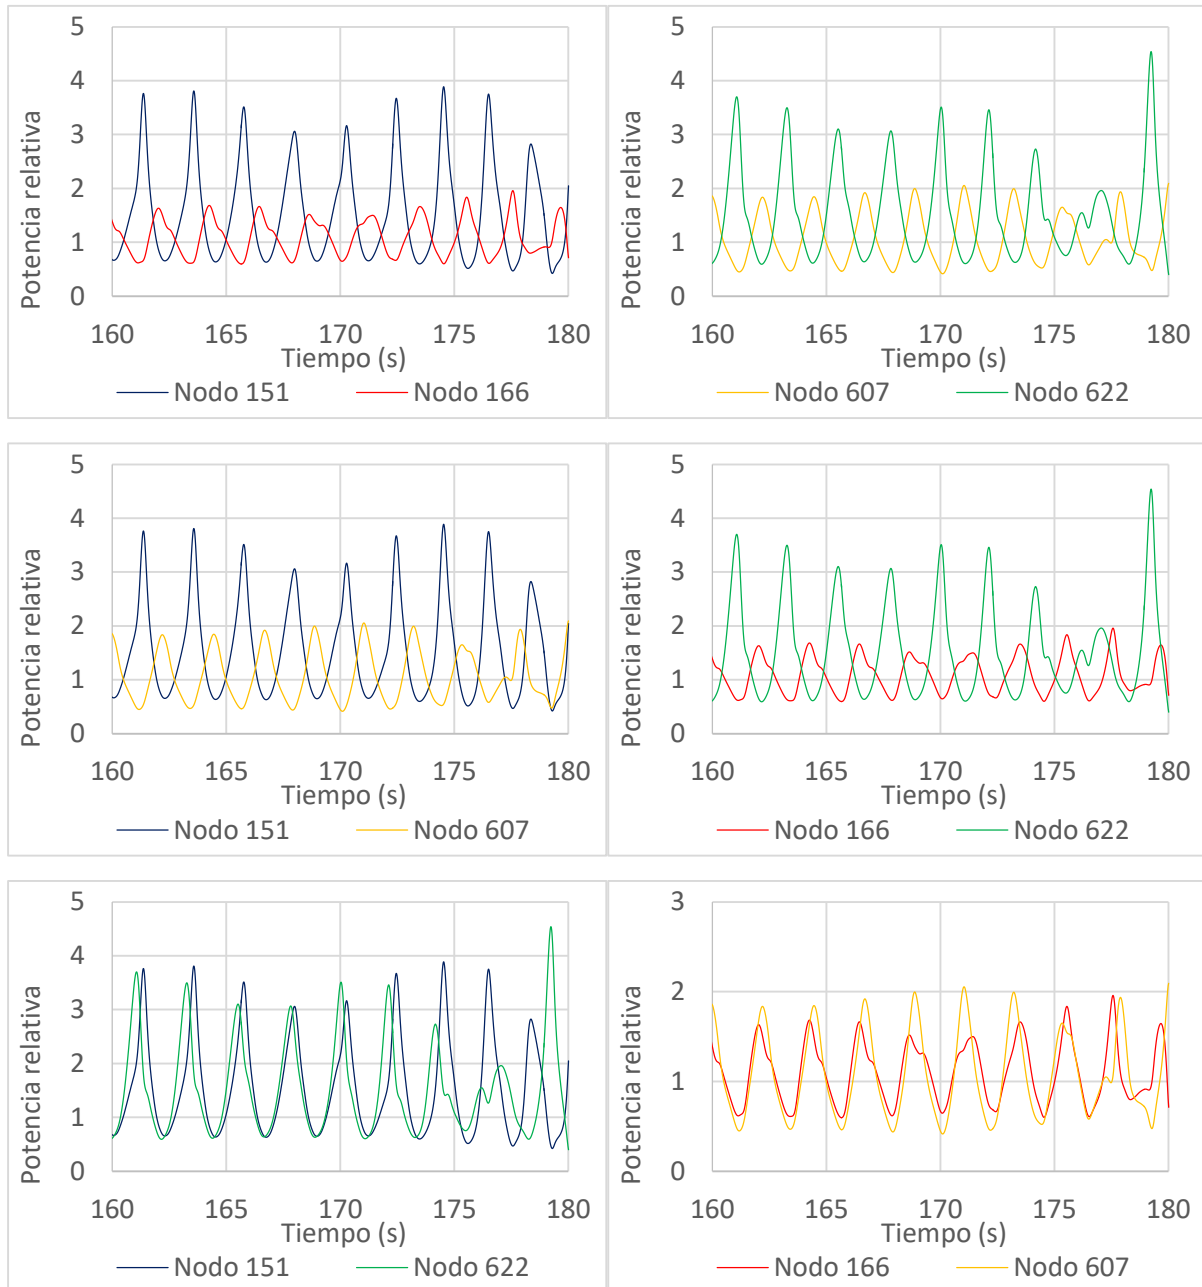 Potencia relativa
5
4
3
2
1
0
160 165 170 175 180
Tiempo (s)
Nodo 151 Nodo 166
Potencia relativa
5
4
3
2
1
0
160 165 170 175 180
Tiempo (s)
Nodo 607 Nodo 622
Potencia relativa
5
4
3
2
1
0
160 165 170 175 180
Tiempo (s)
Nodo 151 Nodo 607
Potencia relativa
5
4
3
2
1
0
160 165 170 175 180
Tiempo (s)
Nodo 166 Nodo 622
Potencia relativa
5
4
3
2
1
0
160 165 170 175 180
Tiempo (s)
Nodo 151 Nodo 622
Potencia relativa
3
2
1
0
160 165 170 175 180
Tiempo (s)
Nodo 166 Nodo 607